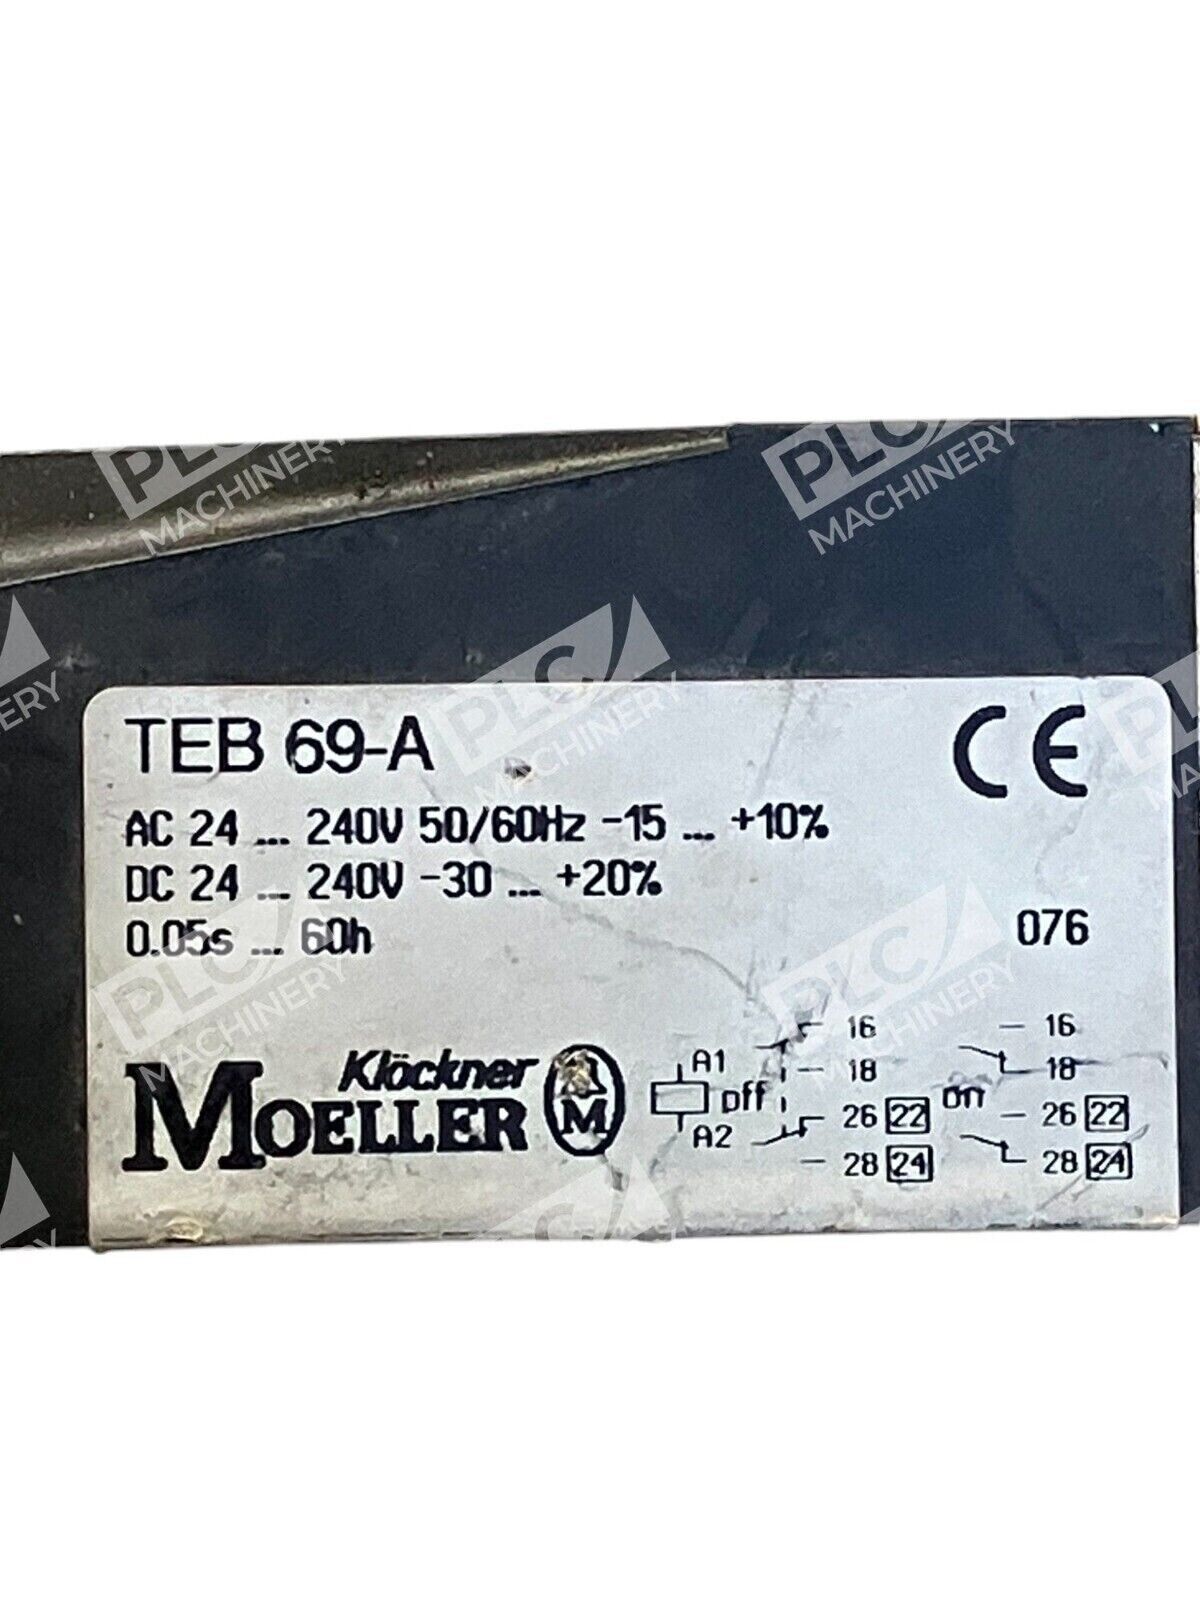 TEB 69-A
CE
AC 24 ... 240V 50/60Hz -15 ... +10%
DC 24 ... 240V -30 ... +20%
0.05s ... 60h
076
Klöckner
MOELLER
M
A1
A2
Off
16
18
26 22
28 24
On
16
18
26 22
28 24
PLC
MACHINERY